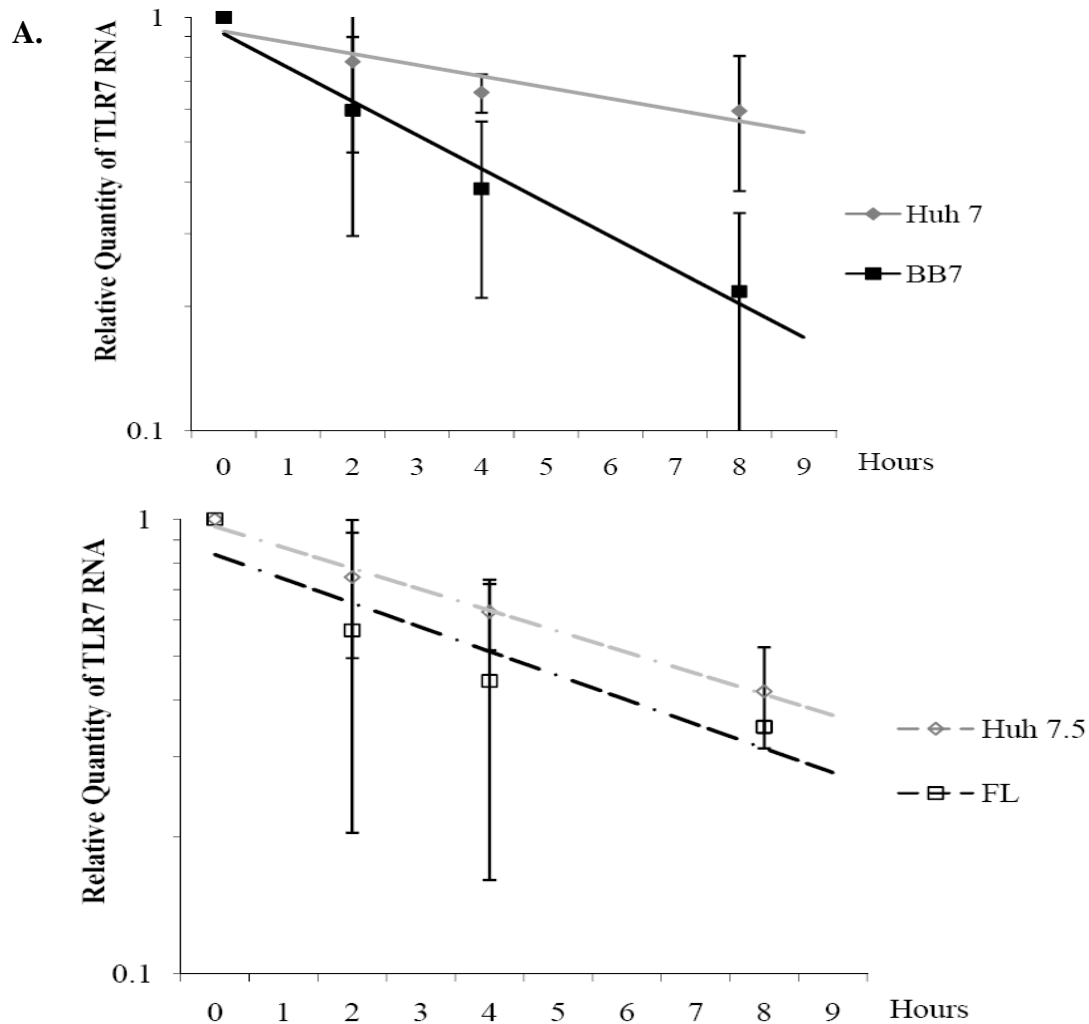 A.
Relative Quantity of TLR7 RNA
1
0.1
0 1 2 3 4 5 6 7 8 9 Hours
Huh 7
BB7
Relative Quantity of TLR7 RNA
1
0.1
0 1 2 3 4 5 6 7 8 9 Hours
Huh 7.5
FL